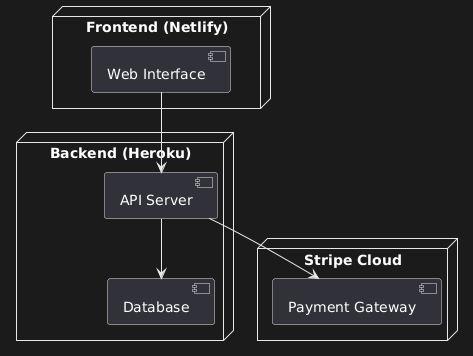 Frontend (Netlify)
Web Interface
Backend (Heroku)
API Server
Stripe Cloud
Database
Payment Gateway